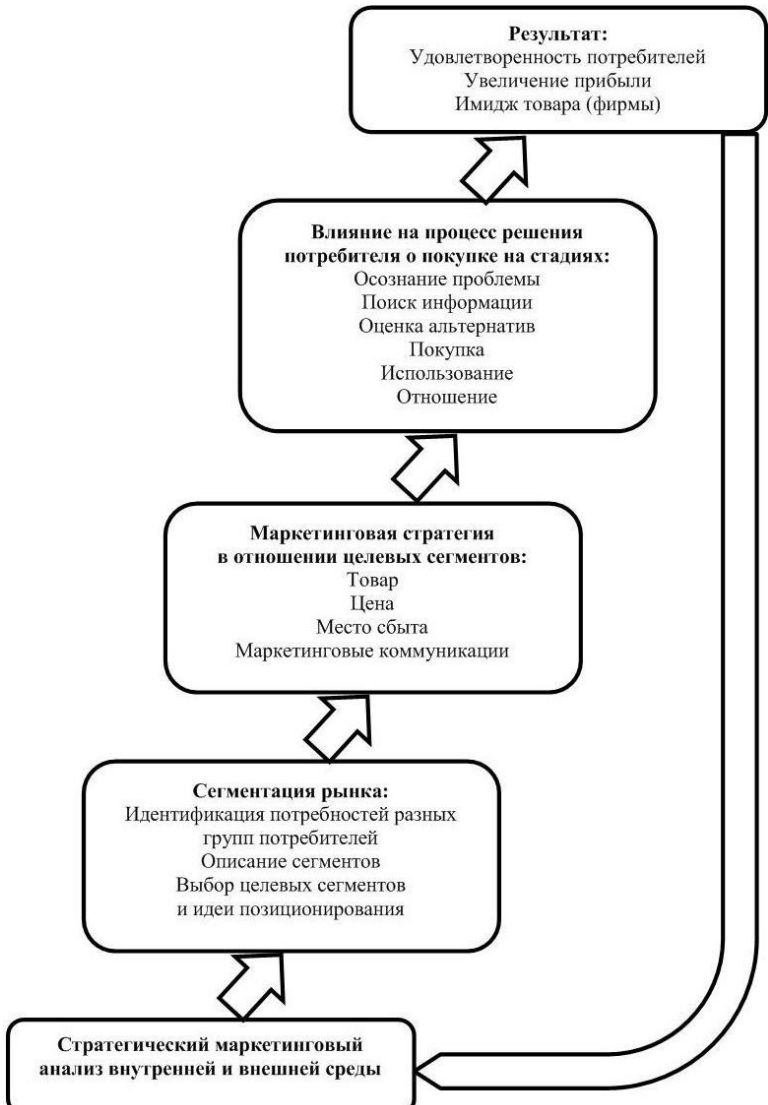 Результат:
Удовлетворенность потребителей
Увеличение прибыли
Имидж товара (фирмы)
Влияние на процесс решения
потребителя о покупке на стадиях:
Осознание проблемы
Поиск информации
Оценка альтернатив
Покупка
Использование
Отношение
Маркетинговая стратегия
в отношении целевых сегментов:
Товар
Цена
Место сбыта
Маркетинговые коммуникации
Сегментация рынка:
Идентификация потребностей разных
групп потребителей
Описание сегментов
Выбор целевых сегментов
и идеи позиционирования
Стратегический маркетинговый
анализ внутренней и внешней среды